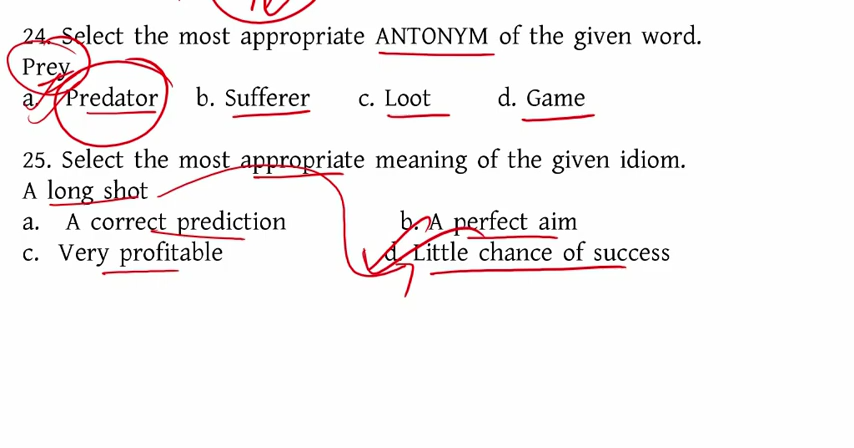 24. Select the most appropriate ANTONYM of the given word.
Prey
a. Predator b. Sufferer c. Loot d. Game
25. Select the most appropriate meaning of the given idiom.
A long shot
a. A correct prediction b. A perfect aim
c. Very profitable d. Little chance of success